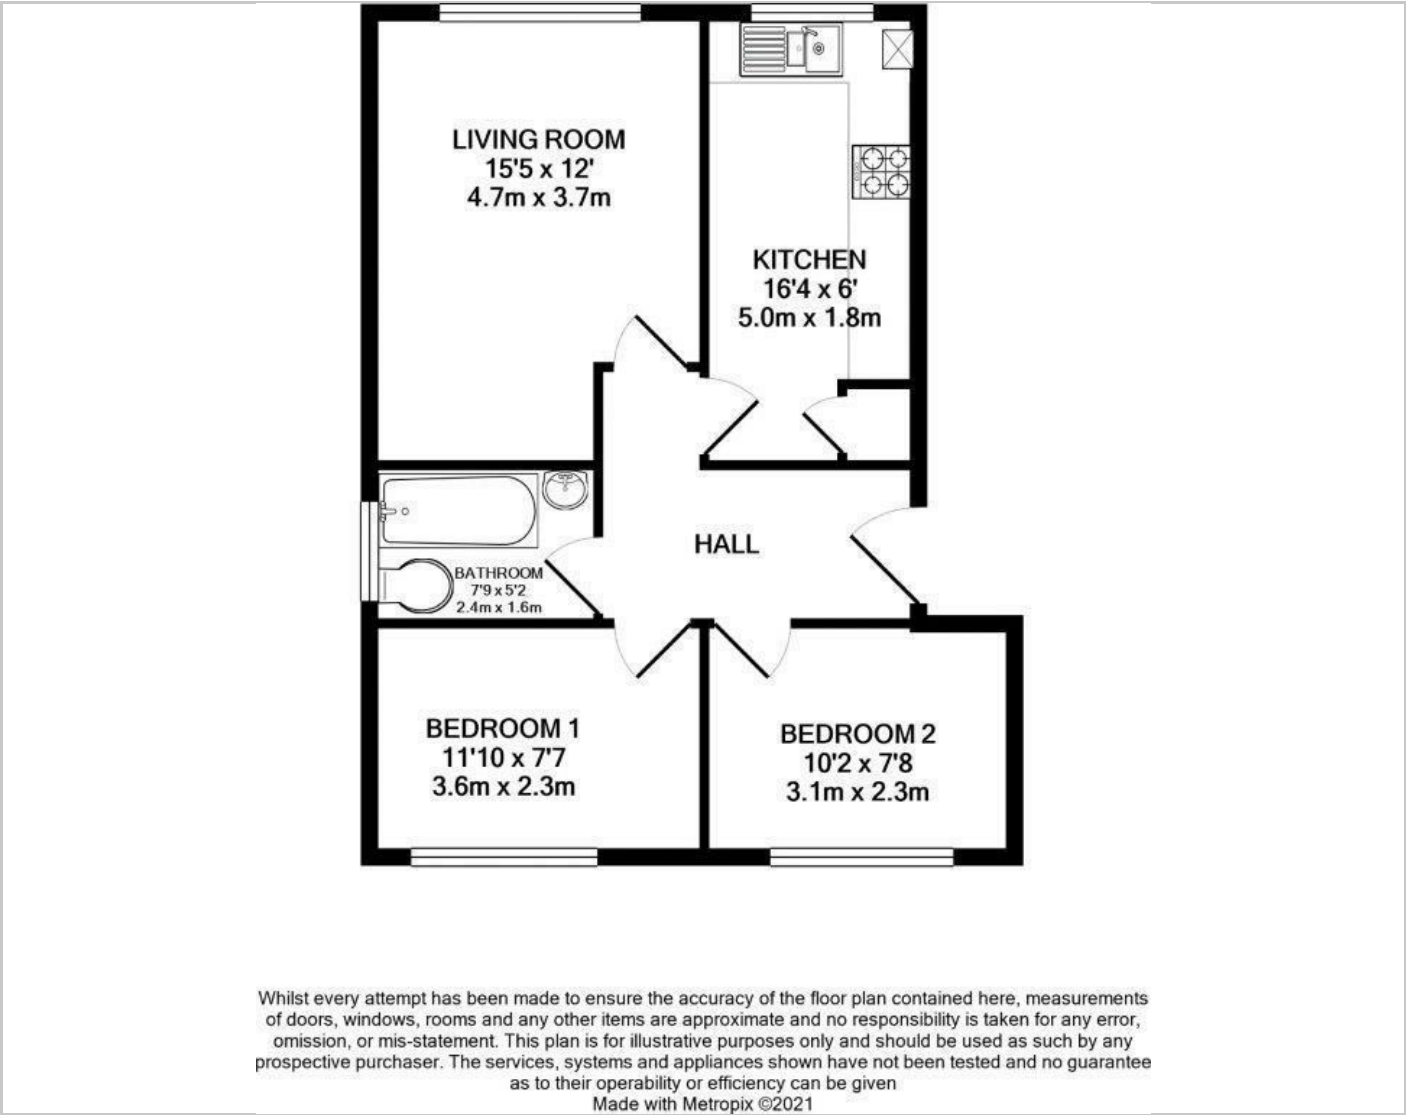 LIVING ROOM
15'5 x 12'
4.7m x 3.7m
KITCHEN
16'4 x 6'
5.0m x 1.8m
HALL
BATHROOM
7'9 x 5'2
2.4m x 1.6m
BEDROOM 1
11'10 x 7'7
3.6m x 2.3m
BEDROOM 2
10'2 x 7'8
3.1m x 2.3m
Whilst every attempt has been made to ensure the accuracy of the floor plan contained here, measurements
of doors, windows, rooms and any other items are approximate and no responsibility is taken for any error,
omission, or mis-statement. This plan is for illustrative purposes only and should be used as such by any
prospective purchaser. The services, systems and appliances shown have not been tested and no guarantee
as to their operability or efficiency can be given
Made with Metropix ©2021